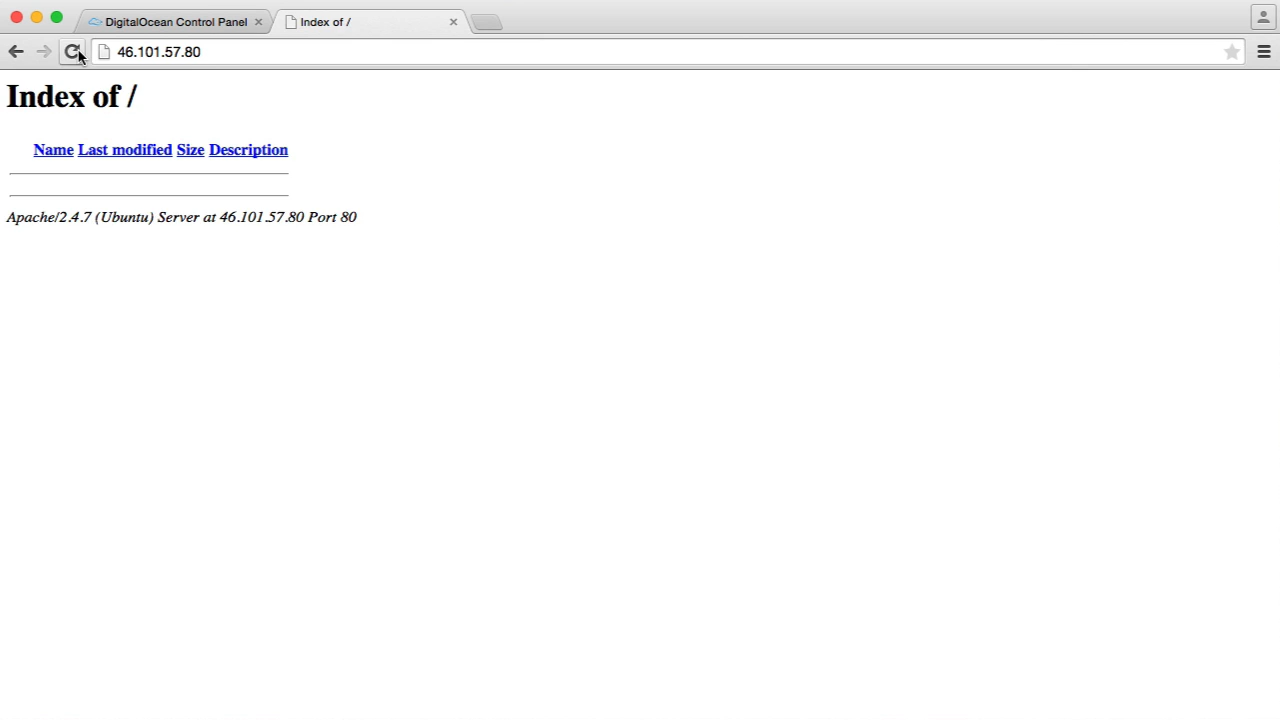 DigitalOcean Control Panel
Index of /
46.101.57.80
Index of /
Name Last modified Size Description
Apache/2.4.7 (Ubuntu) Server at 46.101.57.80 Port 80